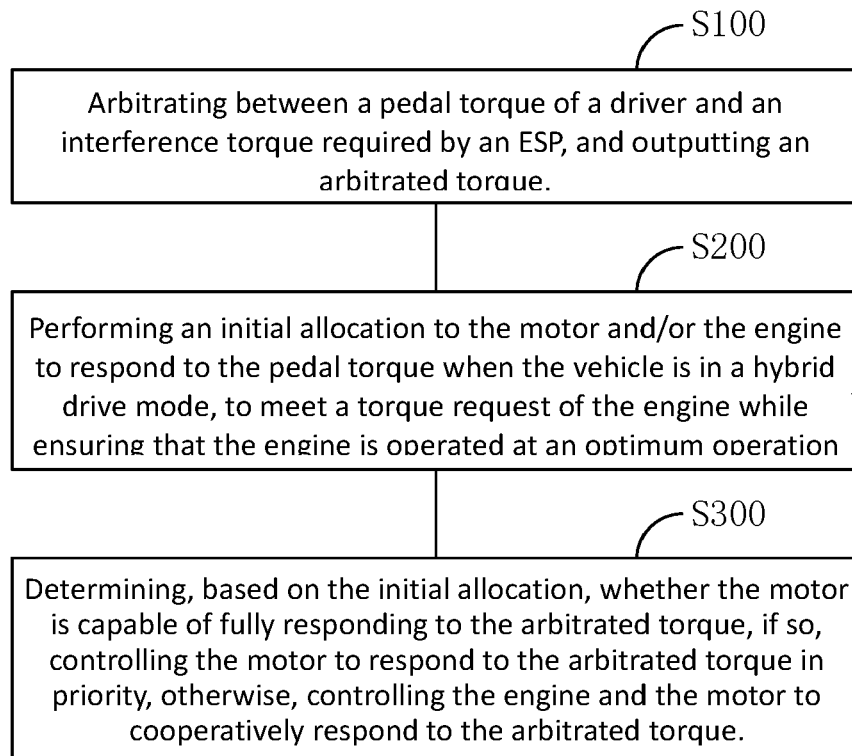 S100
Arbitrating between a pedal torque of a driver and an
interference torque required by an ESP, and outputting an
arbitrated torque.
S200
Performing an initial allocation to the motor and/or the engine
to respond to the pedal torque when the vehicle is in a hybrid
drive mode, to meet a torque request of the engine while
ensuring that the engine is operated at an optimum operation
S300
Determining, based on the initial allocation, whether the motor
is capable of fully responding to the arbitrated torque, if so,
controlling the motor to respond to the arbitrated torque in
priority, otherwise, controlling the engine and the motor to
cooperatively respond to the arbitrated torque.